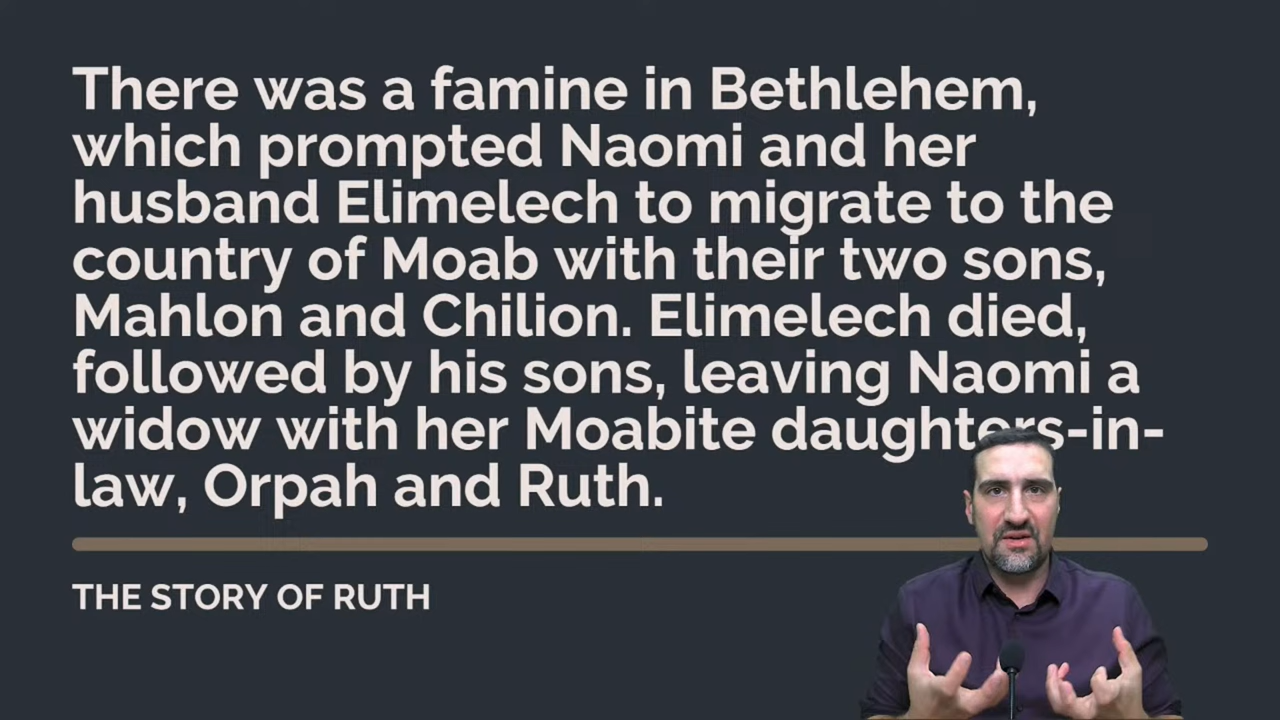 There was a famine in Bethlehem,
which prompted Naomi and her
husband Elimelech to migrate to the
country of Moab with their two sons,
Mahlon and Chilion. Elimelech died,
followed by his sons, leaving Naomi a
widow with her Moabite daughters-in-
law, Orpah and Ruth.
THE STORY OF RUTH